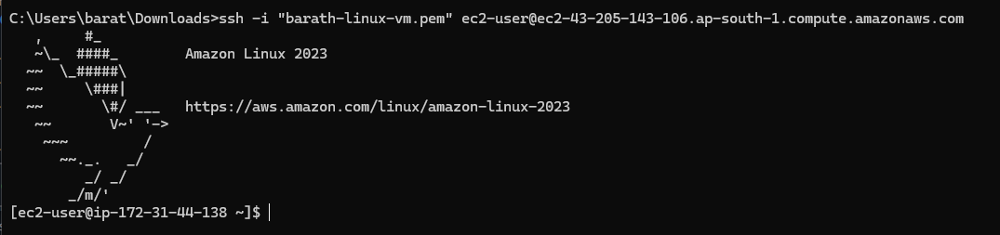 C:\Users\barat\Downloads>ssh -i "barath-linux-vm.pem" ec2-user@ec2-43-205-143-106.ap-south-1.compute.amazonaws.com
   ,     #_
   ~\_  ####_        Amazon Linux 2023
  ~~  \_#####\
  ~~     \###|
  ~~       \#/ ___   https://aws.amazon.com/linux/amazon-linux-2023
   ~~       V~' '->
    ~~~         /
      ~~._.   _/
         _/ _/
       _/m/'
[ec2-user@ip-172-31-44-138 ~]$